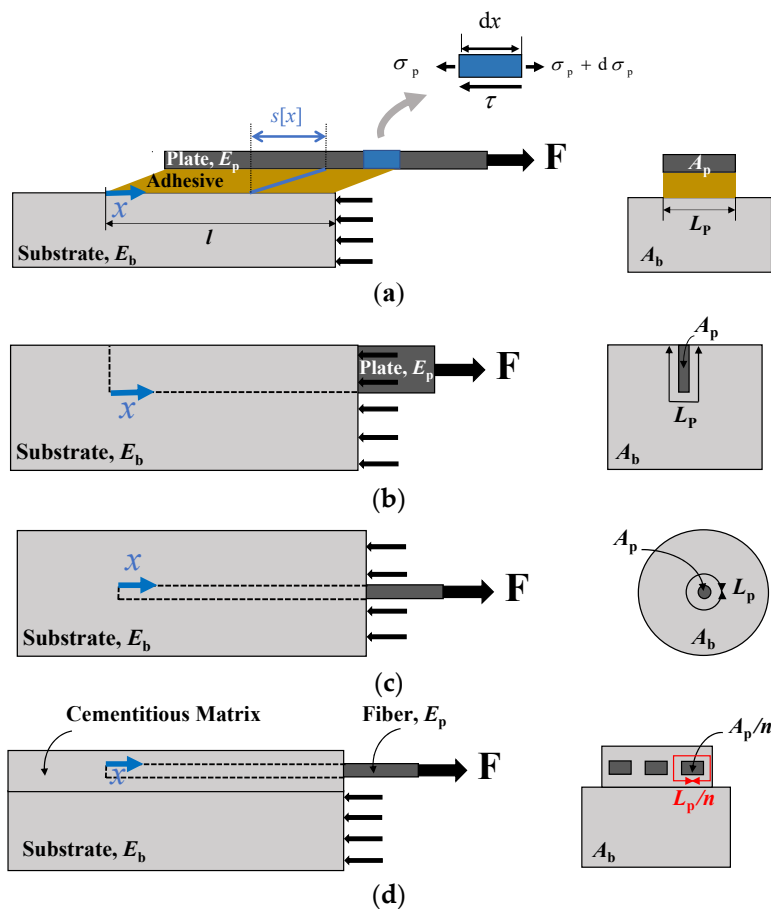 dx
σ p
σ p + d σ p
τ
s[x]
Plate, Ep
F
Adhesive
x
l
Substrate, Eb
Ap
LP
Ab
(a)
Plate, Ep
F
x
Substrate, Eb
Ap
LP
Ab
(b)
x
F
Substrate, Eb
Ap
Lp
Ab
(c)
Cementitious Matrix
Fiber, Ep
x
F
Substrate, Eb
Ap/n
Lp/n
Ab
(d)